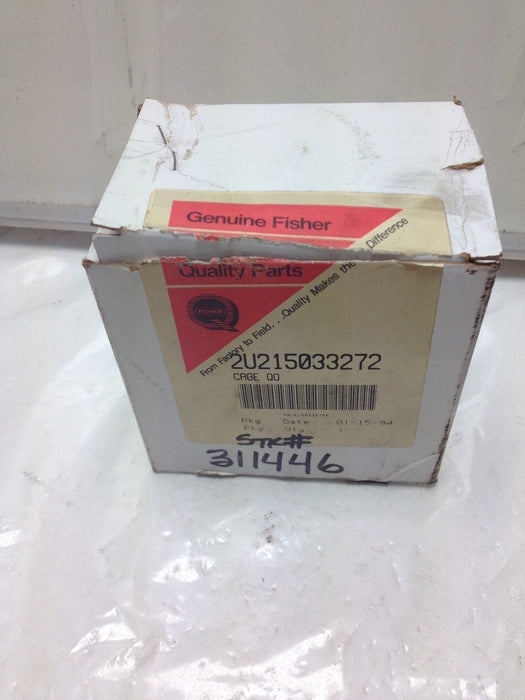 Genuine Fisher
Quality Parts
FISHER
From Factory to Field. . .Quality Makes the Difference
2U215033272
CAGE QO
Pkg Date 01-15-94
Pkg Qty 1
STK#
311446